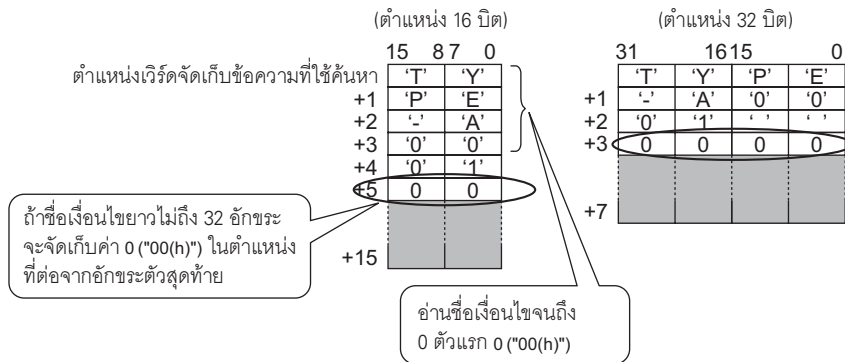 (ตำแหน่ง 16 บิต)
15 8 7 0
ตำแหน่งเวิร์ดจัดเก็บข้อความที่ใช้ค้นหา 'T' 'Y'
+1 'P' 'E'
+2 '-' 'A'
+3 '0' '0'
+4 '0' '1'
+5 0 0
+15
(ตำแหน่ง 32 บิต)
31 16 15 0
'T' 'Y' 'P' 'E'
+1 '-' 'A' '0' '0'
+2 '0' '1' ' ' ' '
+3 0 0 0 0
+7
ถ้าชื่อเงื่อนไขยาวไม่ถึง 32 อักขระ
จะจัดเก็บค่า 0 ("00(h)") ในตำแหน่ง
ที่ต่อจากอักขระตัวสุดท้าย
อ่านชื่อเงื่อนไขจนถึง
0 ตัวแรก 0 ("00(h)")